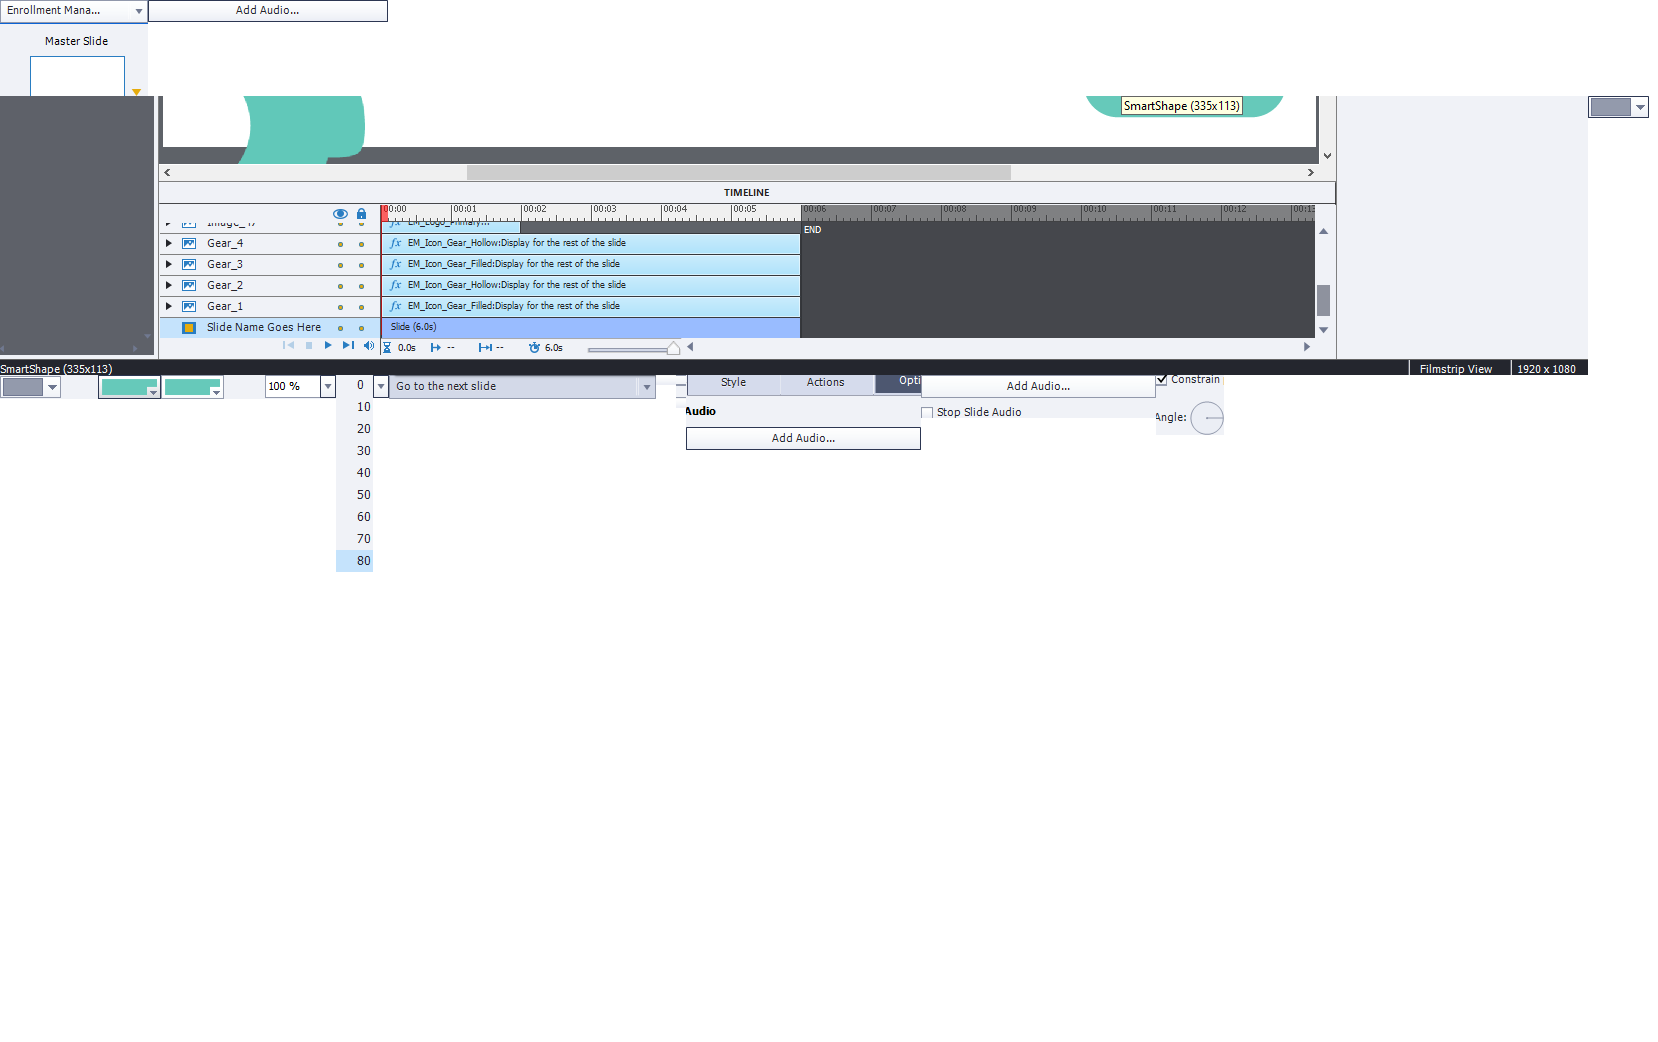 Enrollment Mana...
Add Audio...
Master Slide
SmartShape (335x113)
TIMELINE
00:00 00:01 00:02 00:03 00:04 00:05 00:06 00:07 00:08 00:09 00:10 00:11 00:12 00:13
EM_Logo_Primary...
END
Gear_4
fx EM_Icon_Gear_Hollow:Display for the rest of the slide
Gear_3
fx EM_Icon_Gear_Filled:Display for the rest of the slide
Gear_2
fx EM_Icon_Gear_Hollow:Display for the rest of the slide
Gear_1
fx EM_Icon_Gear_Filled:Display for the rest of the slide
Slide Name Goes Here
Slide (6.0s)
0.0s -- -- 6.0s
SmartShape (335x113)
Filmstrip View
1920 x 1080
100 %
0
Go to the next slide
Style
Actions
Opti
Add Audio...
Constrain
10
Audio
Stop Slide Audio
Angle:
20
Add Audio...
30
40
50
60
70
80